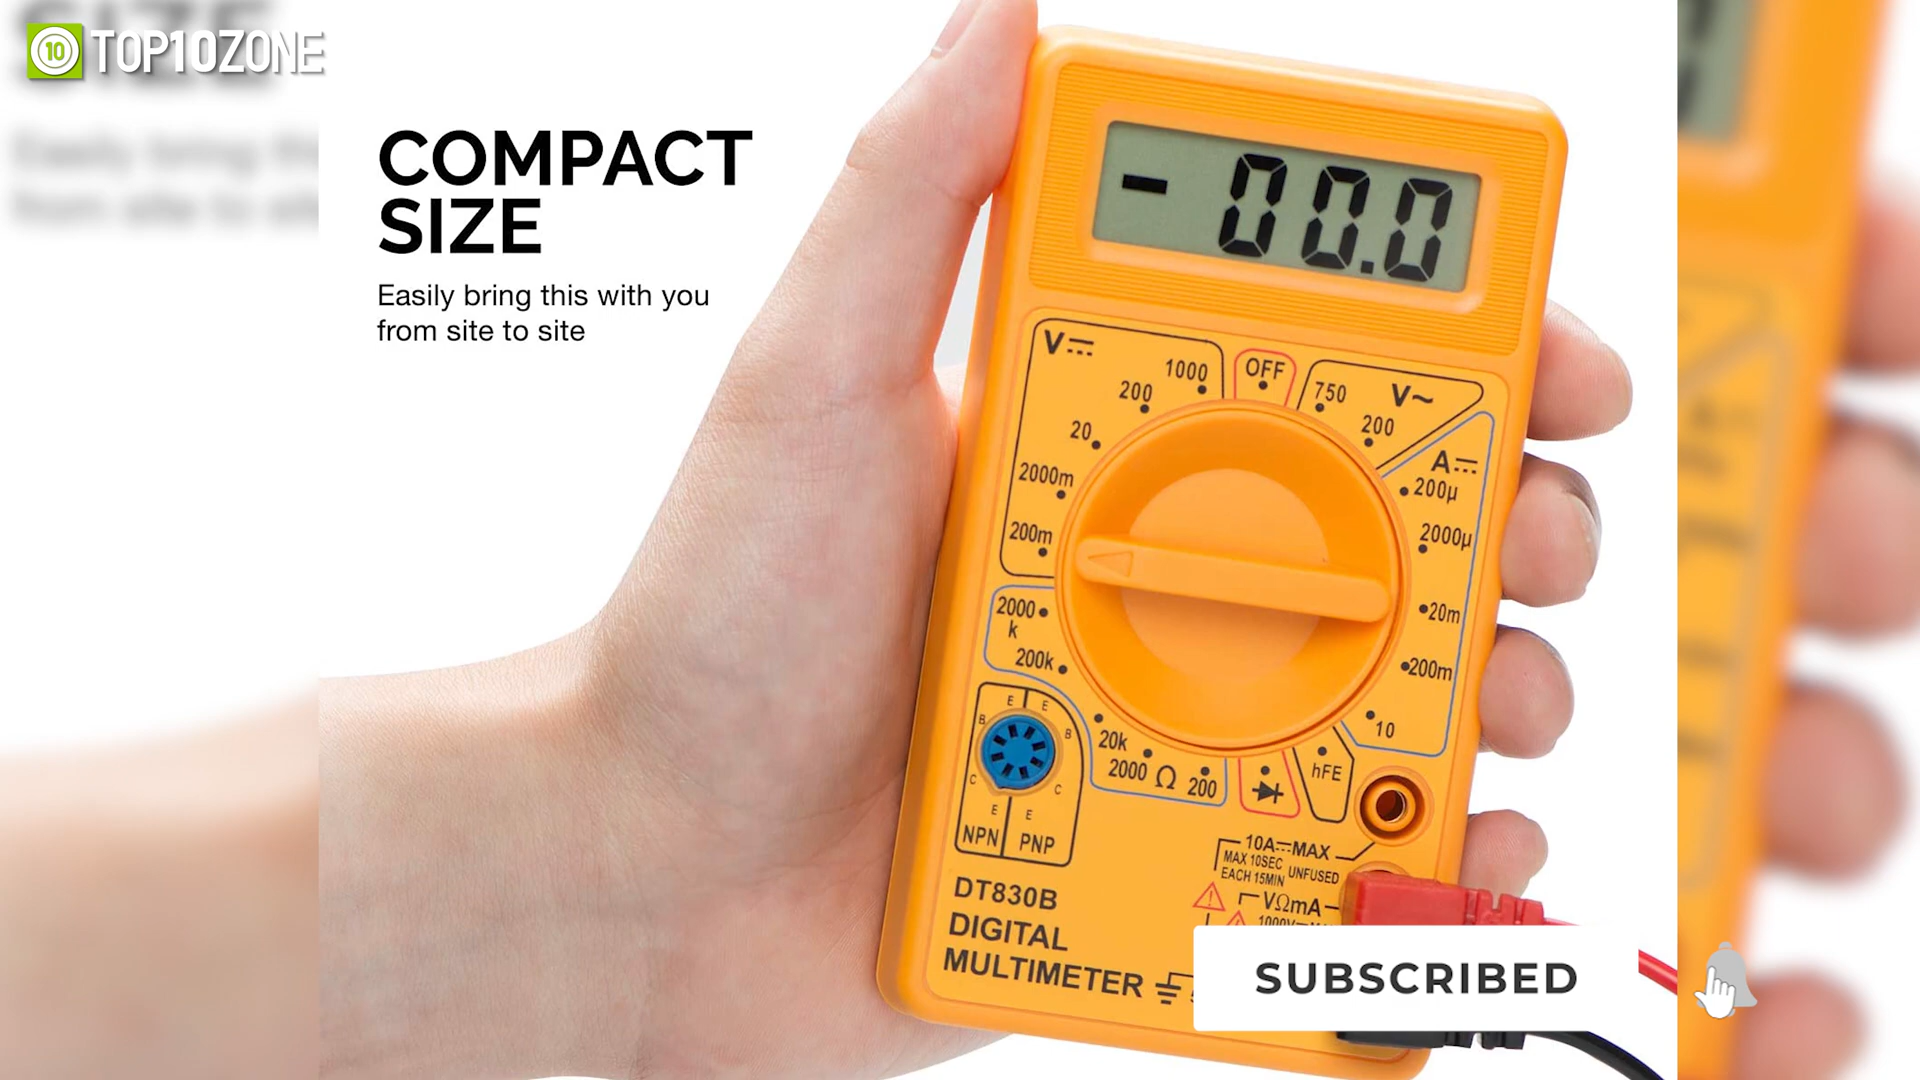 TOP10ZONE
COMPACT
SIZE
Easily bring this with you
from site to site
- 00.0
V
1000
OFF
750
V~
200
200
20
A
200µ
2000m
2000µ
200m
20m
2000
k
200k
200m
10
20k
2000 Ω 200
hFE
E E
B B
C C
E E
NPN PNP
10A MAX
MAX 10SEC
EACH 15MIN
UNFUSED
VΩmA
DT830B
DIGITAL
MULTIMETER
SUBSCRIBED